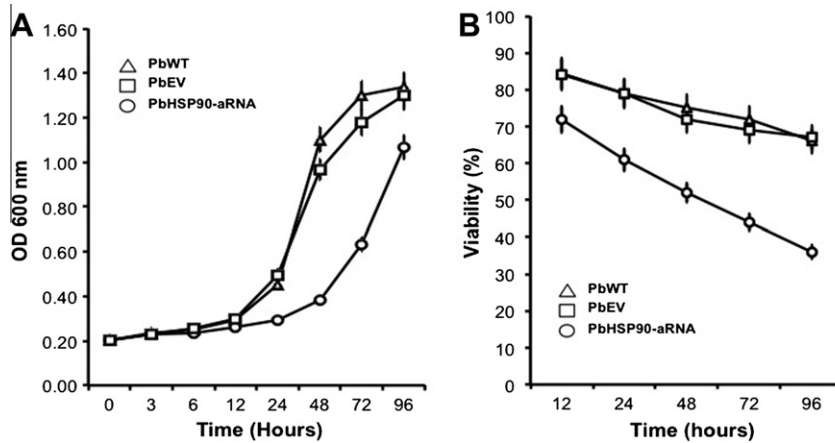 A
PbWT
PbEV
PbHSP90-aRNA
OD 600 nm
1.60
1.40
1.20
1.00
0.80
0.60
0.40
0.20
0.00
0 3 6 12 24 48 72 96
Time (Hours)
B
Viability (%)
100
90
80
70
60
50
40
30
20
10
0
PbWT
PbEV
PbHSP90-aRNA
12 24 48 72 96
Time (hours)